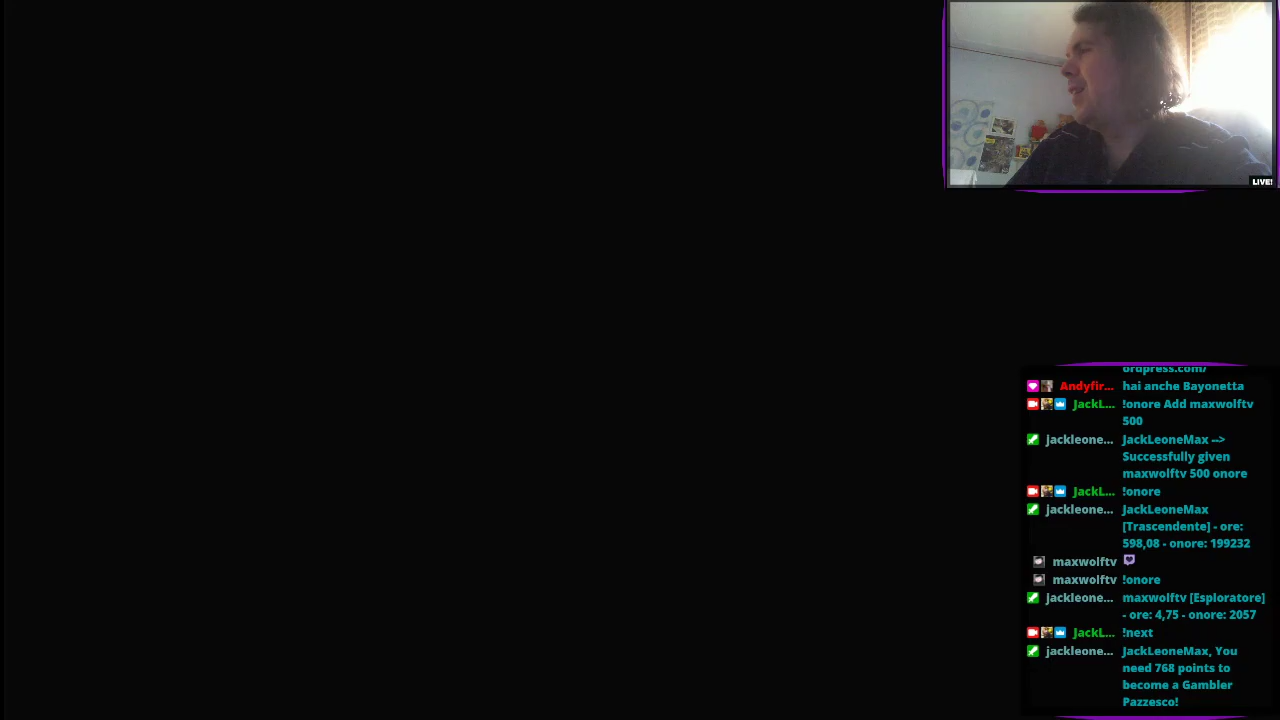 LIVE!
ordpress.com/
Andyfir... hai anche Bayonetta
JackL... !onore Add maxwolftv
500
jackleone... JackLeoneMax -->
Successfully given
maxwolftv 500 onore
JackL... !onore
jackleone... JackLeoneMax
[Trascendente] - ore:
598,08 - onore: 199232
maxwolftv
maxwolftv !onore
jackleone... maxwolftv [Esploratore]
- ore: 4,75 - onore: 2057
JackL... !next
jackleone... JackLeoneMax, You
need 768 points to
become a Gambler
Pazzesco!